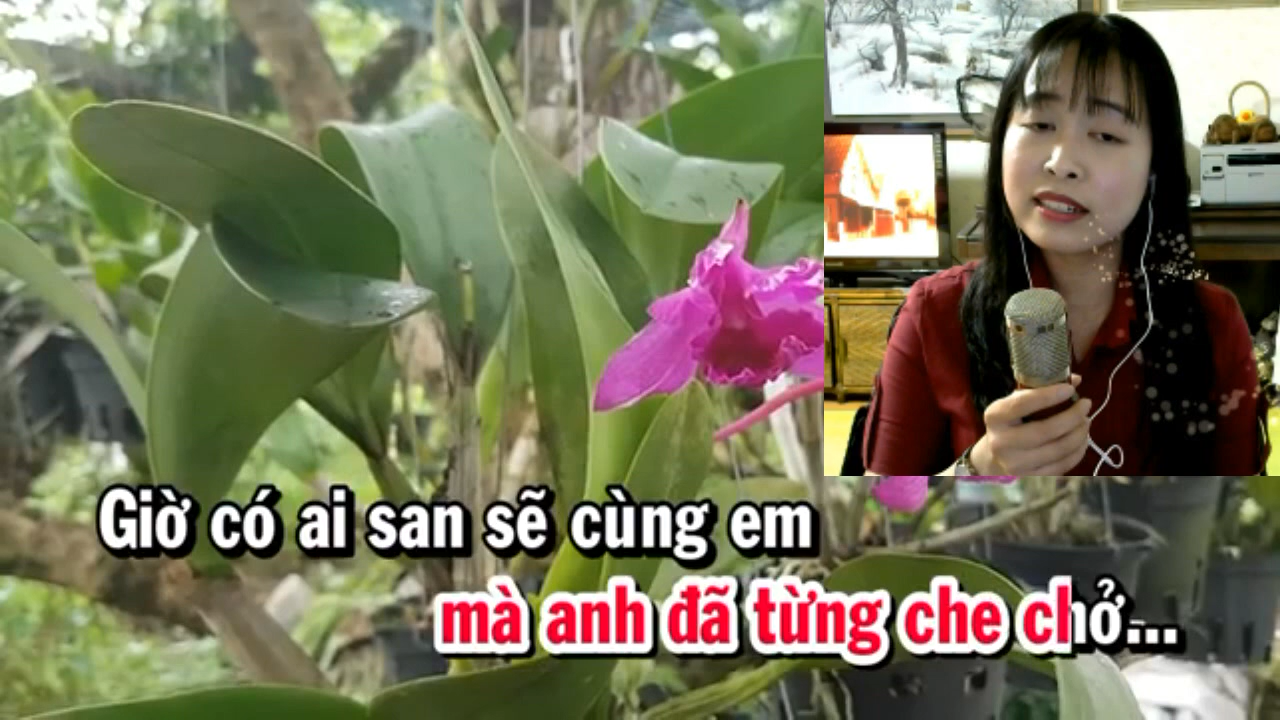 Giờ có ai san sẽ cùng em
mà anh đã từng che chở...